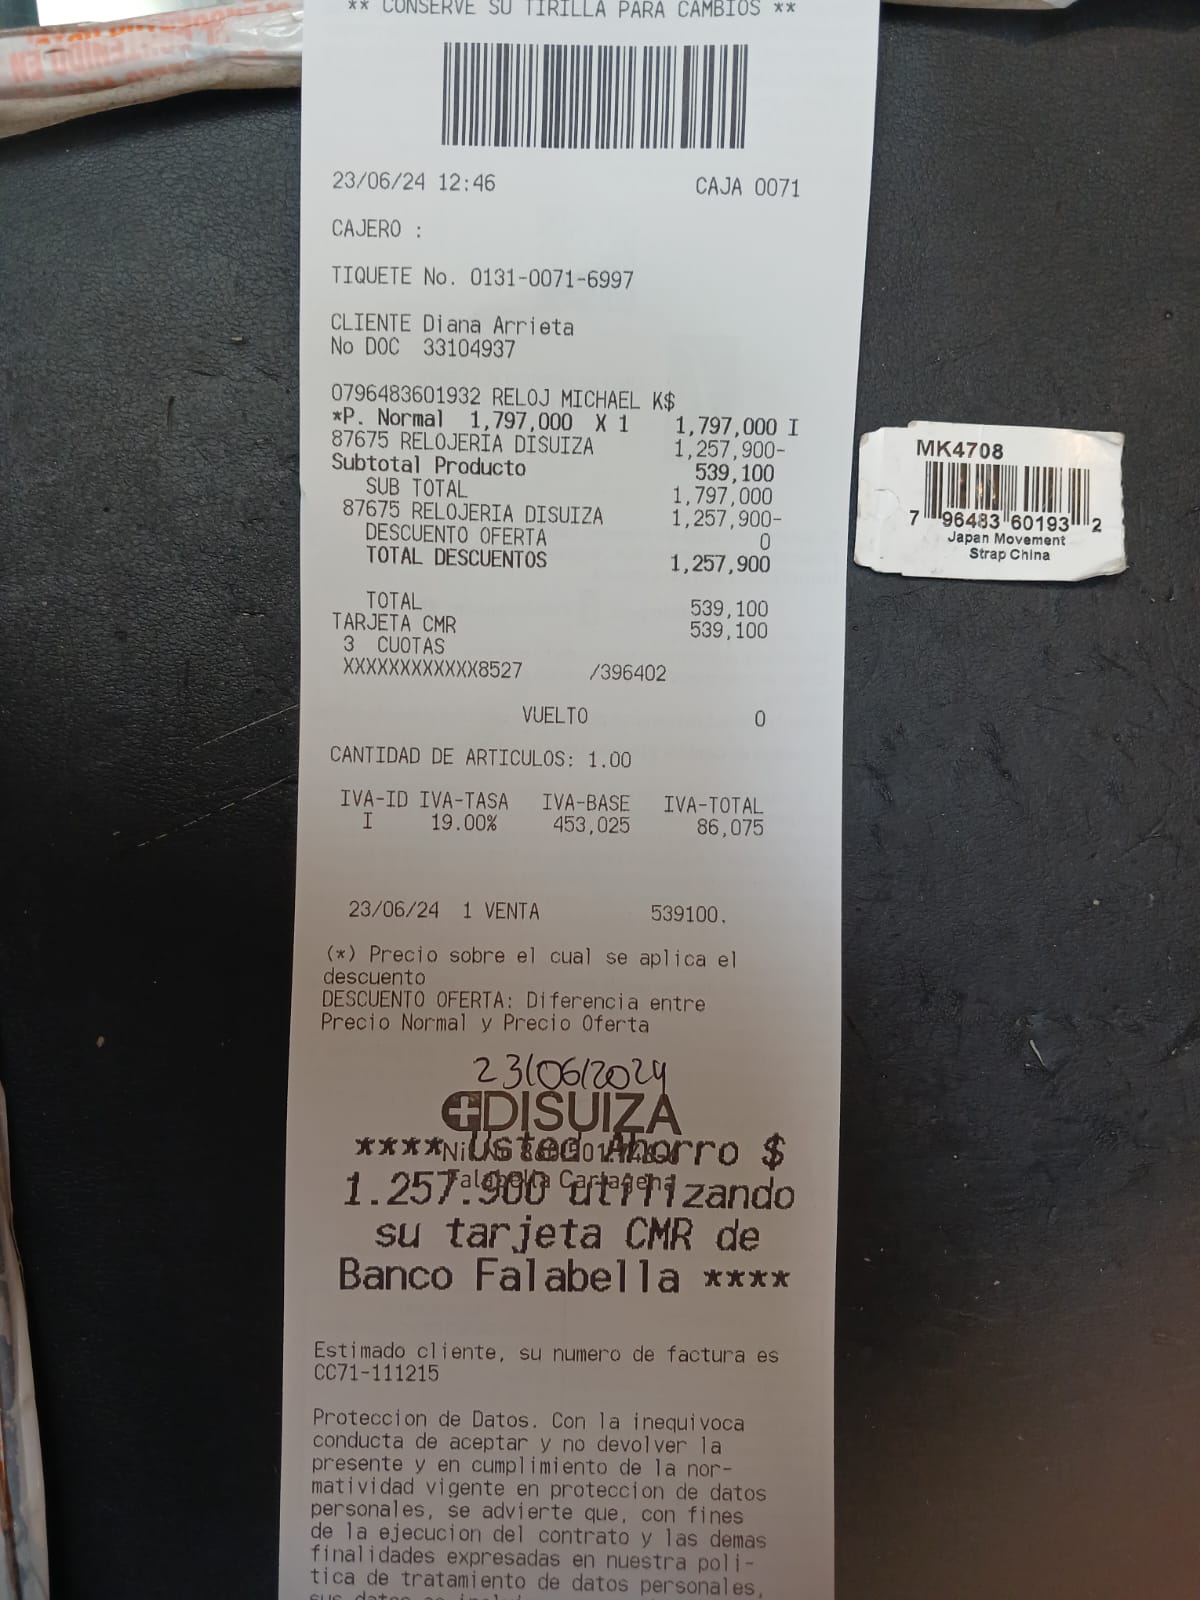 ** CONSERVE SU TIRILLA PARA CAMBIOS **
23/06/24 12:46 CAJA 0071
CAJERO :
TIQUETE No. 0131-0071-6997
CLIENTE Diana Arrieta
No DOC 33104937
0796483601932 RELOJ MICHAEL K$
*P. Normal 1,797,000 X 1 1,797,000 I
87675 RELOJERIA DISUIZA 1,257,900-
Subtotal Producto 539,100
SUB TOTAL 1,797,000
87675 RELOJERIA DISUIZA 1,257,900-
DESCUENTO OFERTA 0
TOTAL DESCUENTOS 1,257,900
TOTAL 539,100
TARJETA CMR 539,100
3 CUOTAS
XXXXXXXXXXXX8527 /396402
VUELTO 0
CANTIDAD DE ARTICULOS: 1.00
IVA-ID IVA-TASA IVA-BASE IVA-TOTAL
I 19.00% 453,025 86,075
23/06/24 1 VENTA 539100.
(*) Precio sobre el cual se aplica el
descuento
DESCUENTO OFERTA: Diferencia entre
Precio Normal y Precio Oferta
23/06/2024
DISUIZA
**** Usted Ahorro $
Falabella Cartagena
1.257.900 utilizando
su tarjeta CMR de
Banco Falabella ****
Estimado cliente, su numero de factura es
CC71-111215
Proteccion de Datos. Con la inequivoca
conducta de aceptar y no devolver la
presente y en cumplimiento de la nor-
matividad vigente en proteccion de datos
personales, se advierte que, con fines
de la ejecucion del contrato y las demas
finalidades expresadas en nuestra poli-
tica de tratamiento de datos personales,
MK4708
7 96483 60193 2
Japan Movement
Strap China